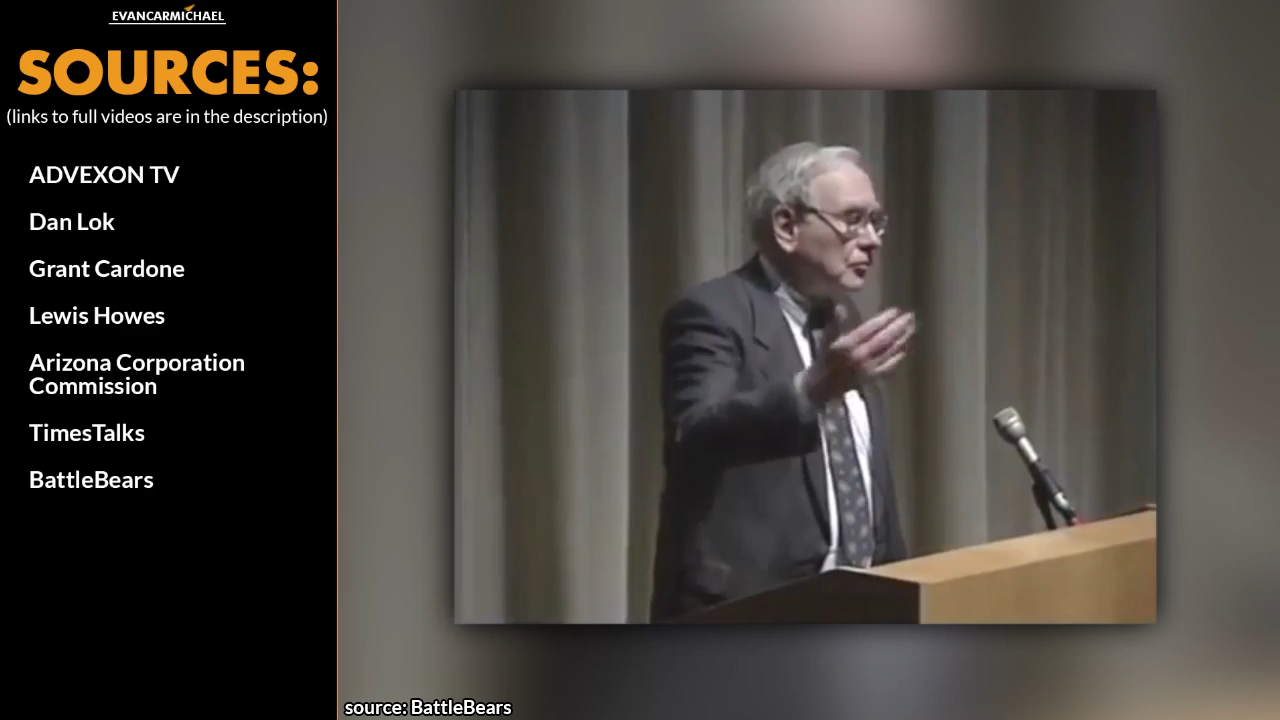 EVANCARMICHAEL
SOURCES:
(links to full videos are in the description)
ADVEXON TV
Dan Lok
Grant Cardone
Lewis Howes
Arizona Corporation
Commission
TimesTalks
BattleBears
source: BattleBears